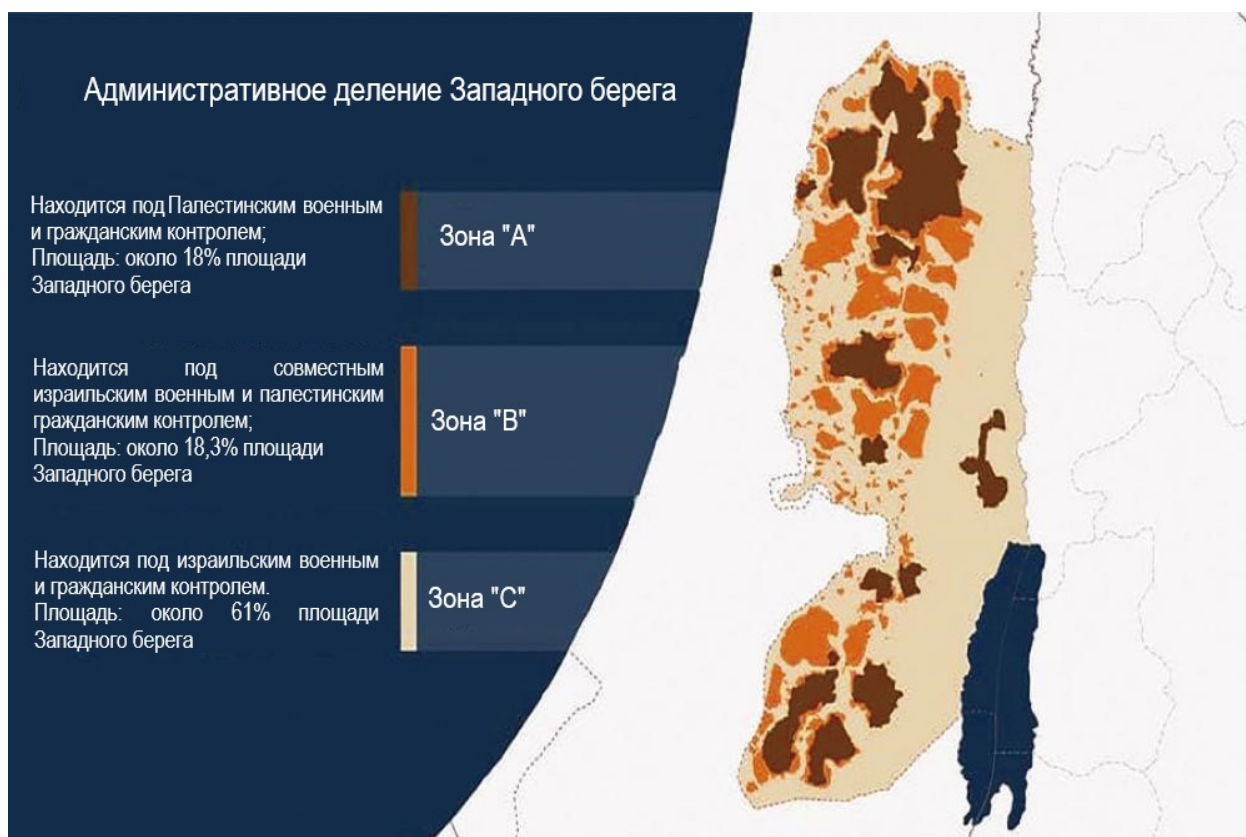 Административное деление Западного берега
Находится под Палестинским военным
и гражданским контролем;
Площадь: около 18% площади
Западного берега
Зона "А"
Находится под совместным
израильским военным и палестинским
гражданским контролем;
Площадь: около 18,3% площади
Западного берега
Зона "В"
Находится под израильским военным
и гражданским контролем.
Площадь: около 61% площади
Западного берега
Зона "С"